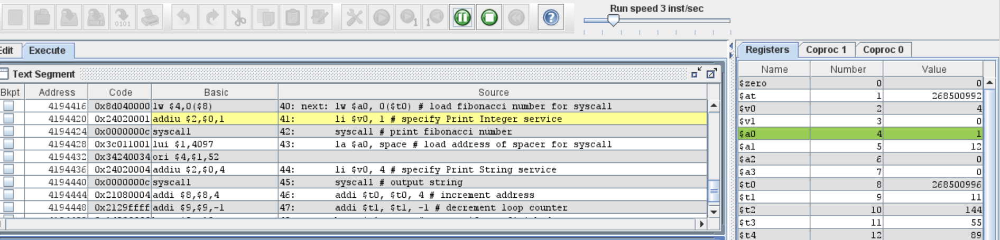 Run speed 3 inst/sec
0101
1
1
?
Edit Execute
Registers Coproc 1 Coproc 0
Text Segment
Name Number Value
Bkpt Address Code Basic Source
$zero 0 0
$at 1 268500992
$v0 2 4
$v1 3 0
$a0 4 1
$a1 5 12
$a2 6 0
$a3 7 0
$t0 8 268500996
$t1 9 11
$t2 10 144
$t3 11 55
$t4 12 89
4194416 0x8d040000 lw $4,0($8) 40: next: lw $a0, 0($t0) # load fibonacci number for syscall
4194420 0x24020001 addiu $2,$0,1 41: li $v0, 1 # specify Print Integer service
4194424 0x0000000c syscall 42: syscall # print fibonacci number
4194428 0x3c011001 lui $1,4097 43: la $a0, space # load address of spacer for syscall
4194432 0x34240034 ori $4,$1,52
4194436 0x24020004 addiu $2,$0,4 44: li $v0, 4 # specify Print String service
4194440 0x0000000c syscall 45: syscall # output string
4194444 0x21080004 addi $8,$8,4 46: addi $t0, $t0, 4 # increment address
4194448 0x2129ffff addi $9,$9,-1 47: addi $t1, $t1, -1 # decrement loop counter